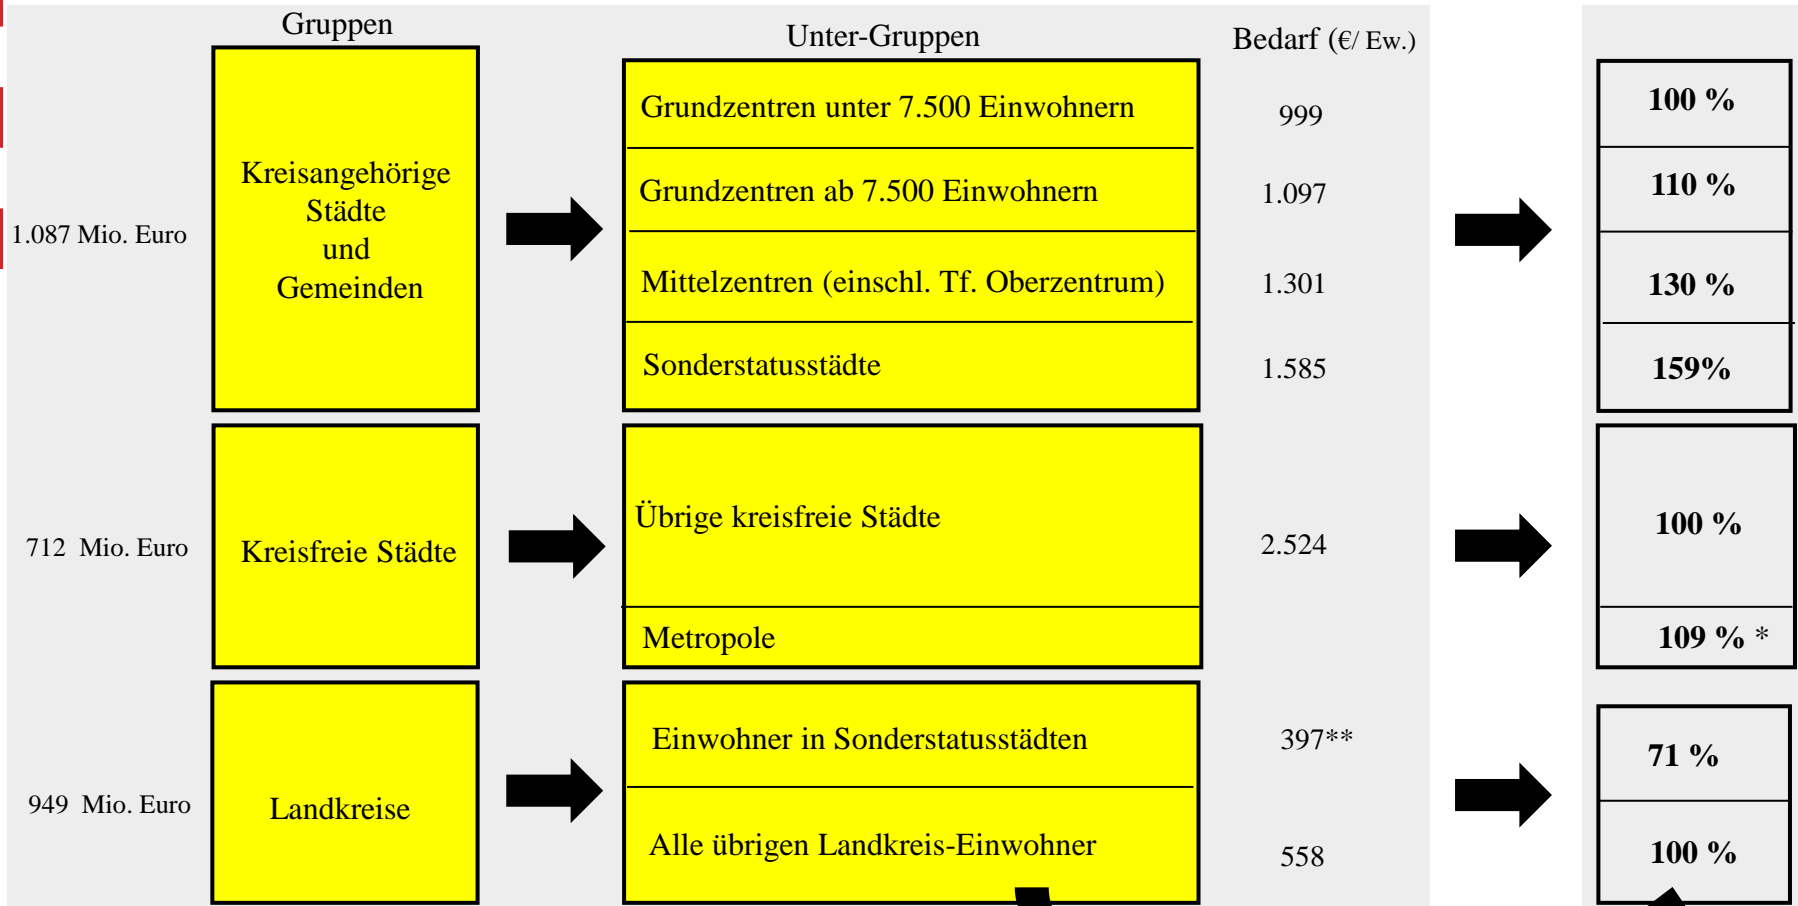 Gruppen
Unter-Gruppen
Bedarf (€/ Ew.)
1.087 Mio. Euro
Kreisangehörige
Städte
und
Gemeinden
Grundzentren unter 7.500 Einwohnern
999
100 %
Grundzentren ab 7.500 Einwohnern
1.097
110 %
Mittelzentren (einschl. Tf. Oberzentrum)
1.301
130 %
Sonderstatusstädte
1.585
159%
712 Mio. Euro
Kreisfreie Städte
Übrige kreisfreie Städte
2.524
100 %
Metropole
109 % *
949 Mio. Euro
Landkreise
Einwohner in Sonderstatusstädten
397**
71 %
Alle übrigen Landkreis-Einwohner
558
100 %